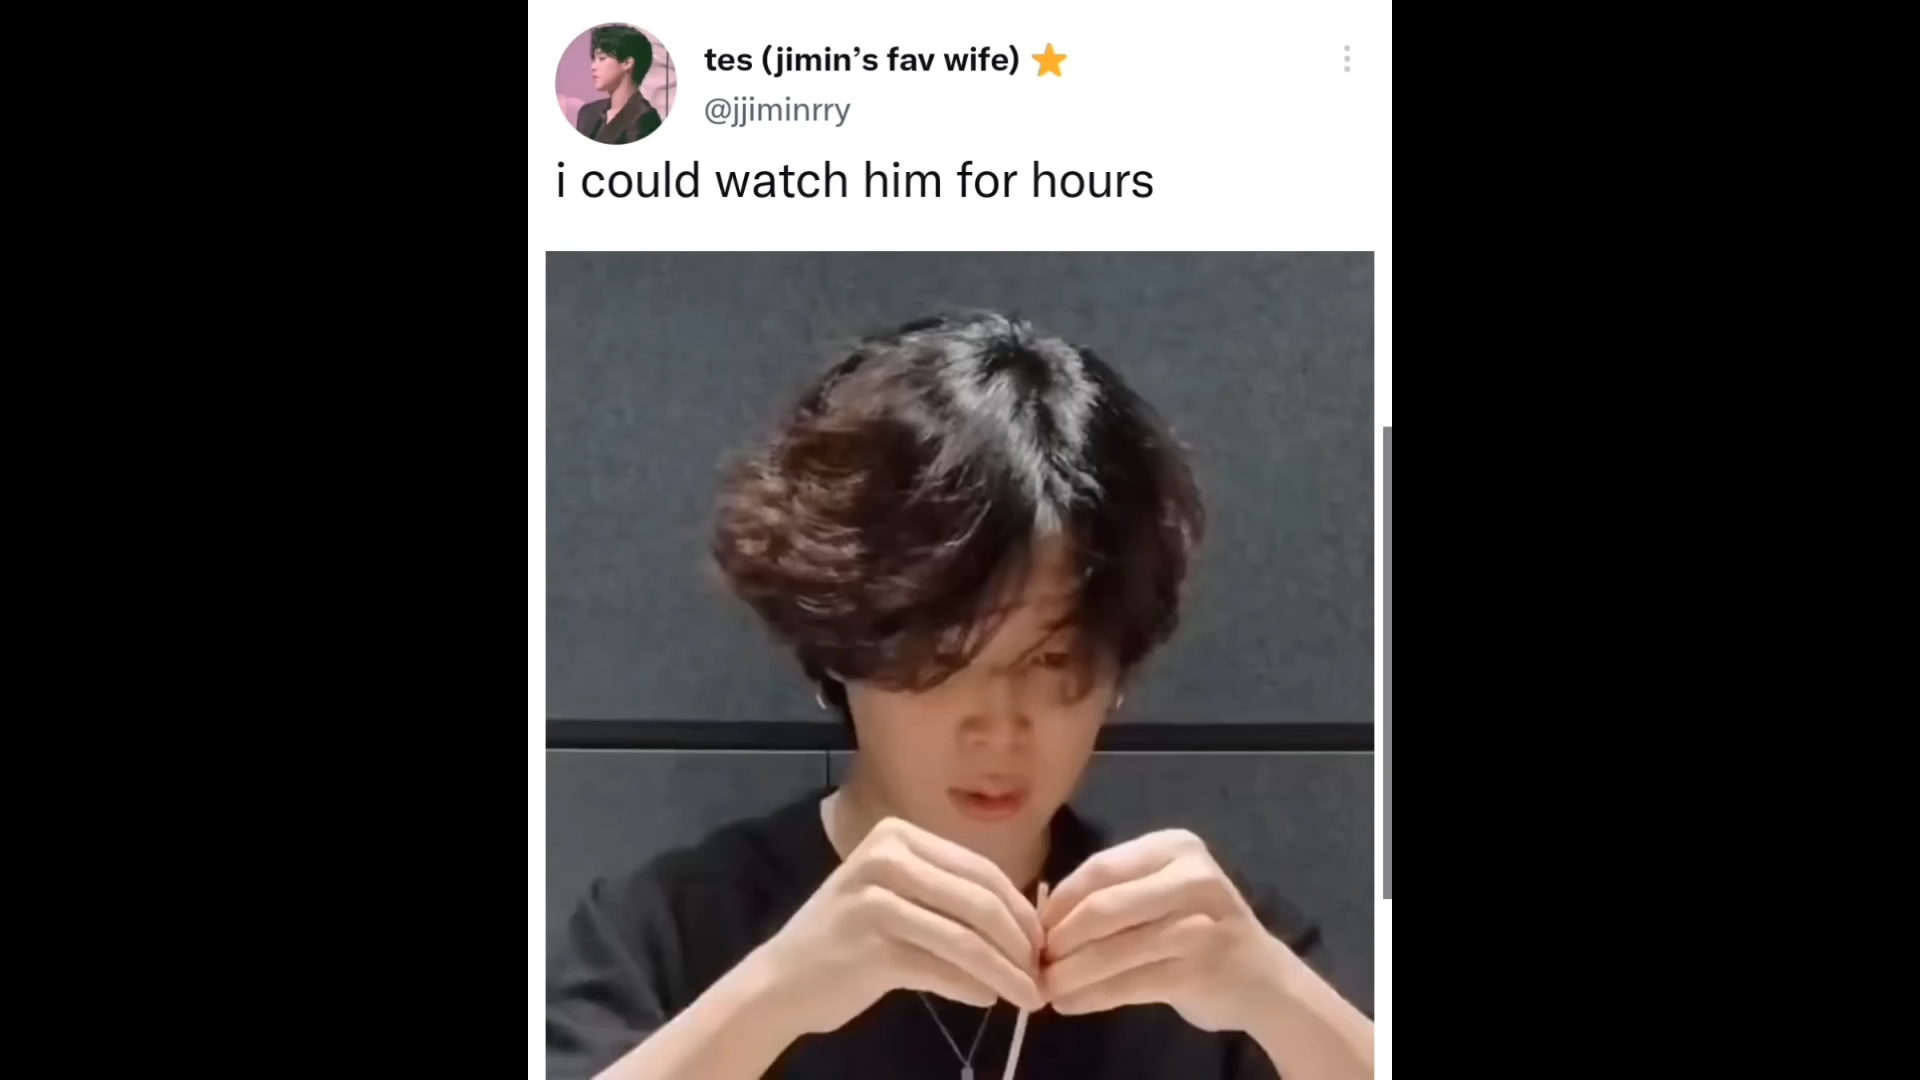 tes (jimin’s fav wife) ⭐
@jjiminrry
i could watch him for hours